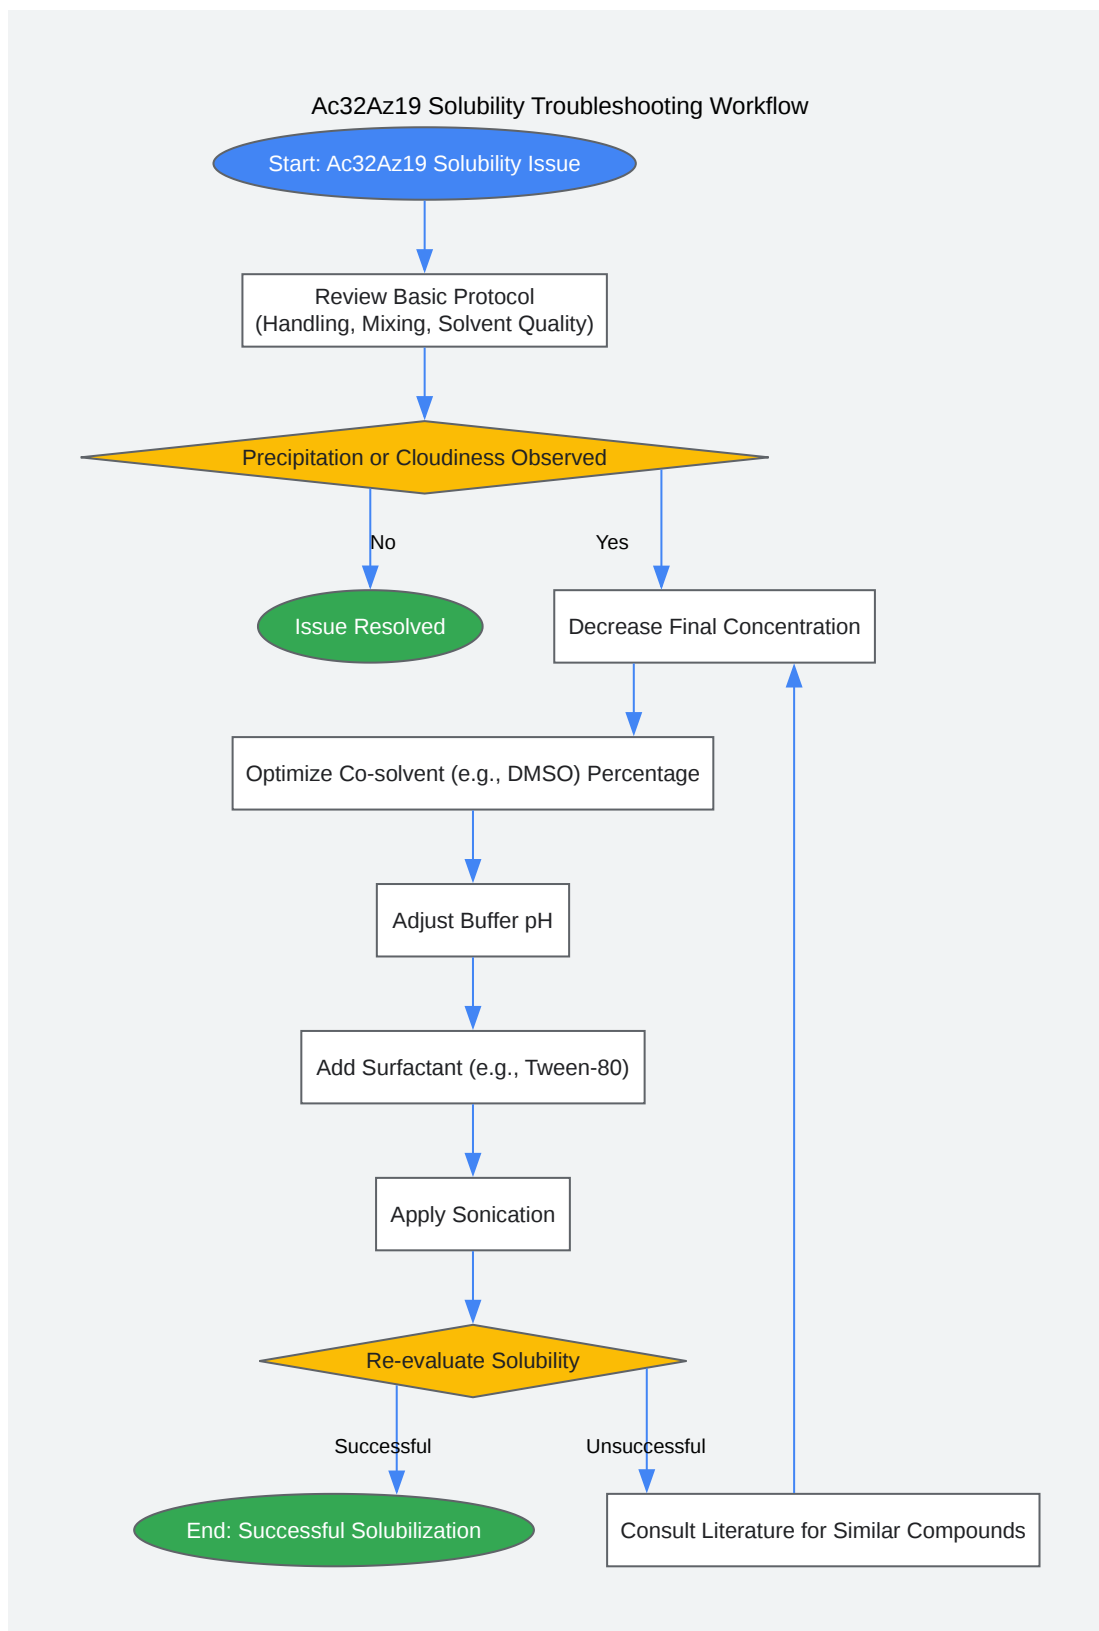 Ac32Az19 Solubility Troubleshooting Workflow
Start: Ac32Az19 Solubility Issue
Review Basic Protocol
(Handling, Mixing, Solvent Quality)
Precipitation or Cloudiness Observed
No
Yes
Issue Resolved
Decrease Final Concentration
Optimize Co-solvent (e.g., DMSO) Percentage
Adjust Buffer pH
Add Surfactant (e.g., Tween-80)
Apply Sonication
Re-evaluate Solubility
Successful
Unsuccessful
End: Successful Solubilization
Consult Literature for Similar Compounds